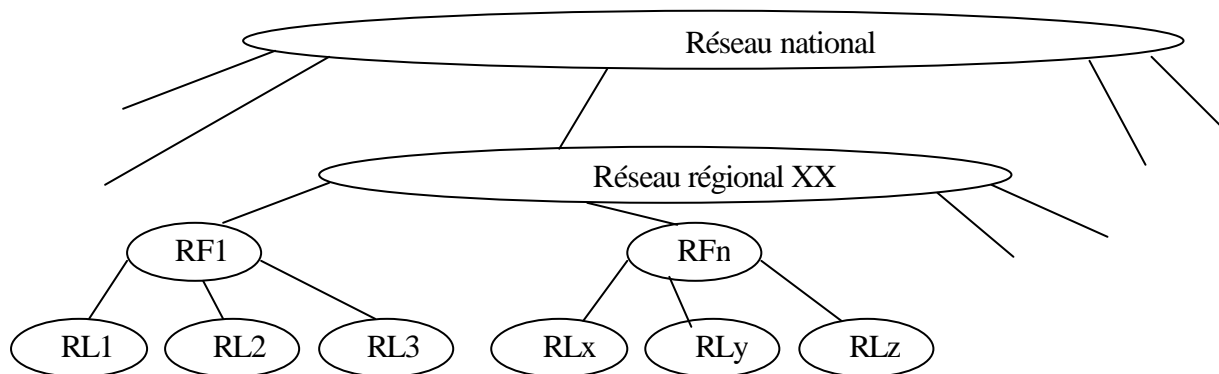 Réseau national
Réseau régional XX
RF1 RFn
RL1 RL2 RL3 RLx RLy RLz